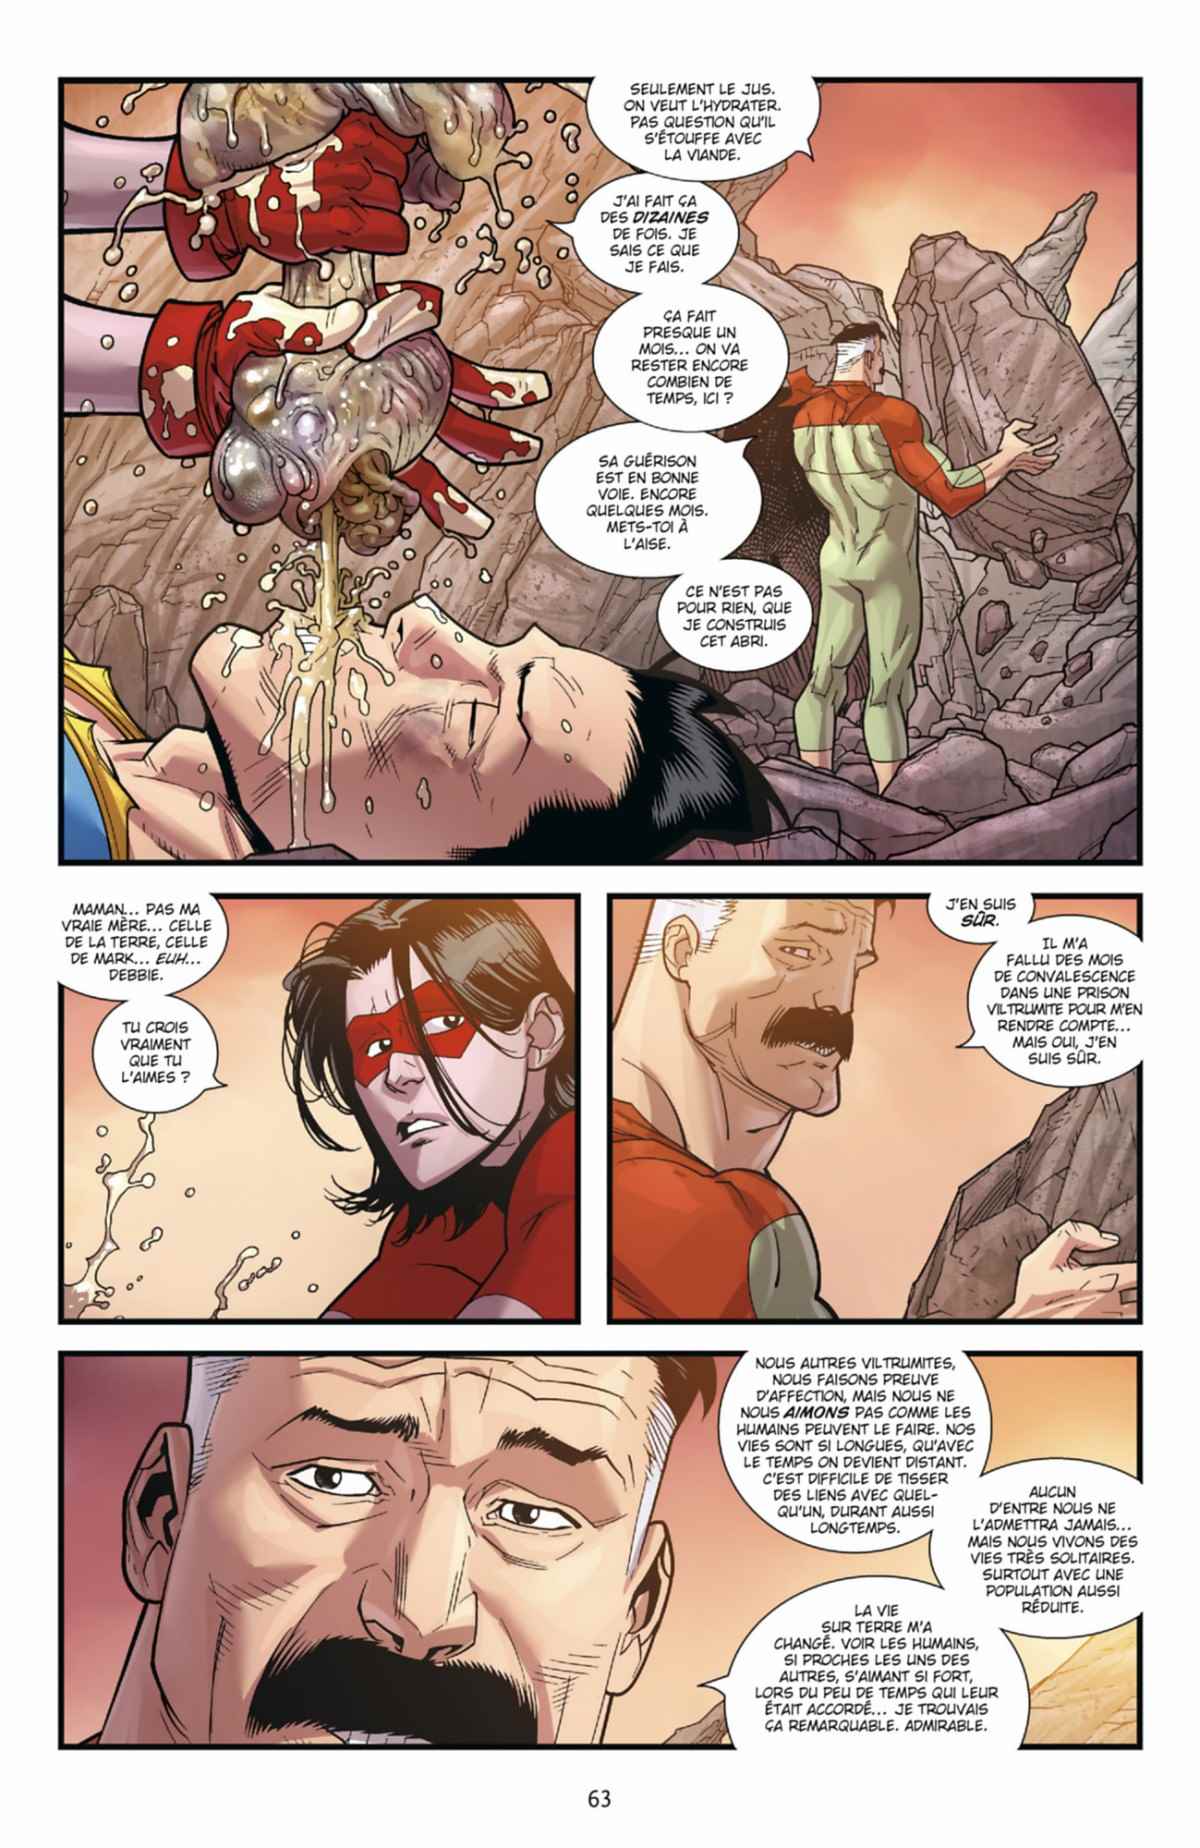 SEULEMENT LE JUS.
ON VEUT L'HYDRATER.
PAS QUESTION QU'IL
S'ÉTOUFFE AVEC
LA VIANDE.
J'AI FAIT ÇA
DES DIZAINES
DE FOIS. JE
SAIS CE QUE
JE FAIS.
ÇA FAIT
PRESQUE UN
MOIS... ON VA
RESTER ENCORE
COMBIEN DE
TEMPS, ICI ?
SA GUÉRISON
EST EN BONNE
VOIE. ENCORE
QUELQUES MOIS.
METS-TOI À
L'AISE.
CE N'EST PAS
POUR RIEN, QUE
JE CONSTRUIS
CET ABRI.
MAMAN... PAS MA
VRAIE MÈRE... CELLE
DE LA TERRE, CELLE
DE MARK... EUH...
DEBBIE.
TU CROIS
VRAIMENT
QUE TU
L'AIMES ?
J'EN SUIS
SÛR.
IL M'A
FALLU DES MOIS
DE CONVALESCENCE
DANS UNE PRISON
VILTRUMITE POUR M'EN
RENDRE COMPTE...
MAIS OUI, J'EN
SUIS SÛR.
NOUS AUTRES VILTRUMITES,
NOUS FAISONS PREUVE
D'AFFECTION, MAIS NOUS NE
NOUS AIMONS PAS COMME LES
HUMAINS PEUVENT LE FAIRE. NOS
VIES SONT SI LONGUES, QU'AVEC
LE TEMPS ON DEVIENT DISTANT.
C'EST DIFFICILE DE TISSER
DES LIENS AVEC QUEL-
QU'UN, DURANT AUSSI
LONGTEMPS.
AUCUN
D'ENTRE NOUS NE
L'ADMETTRA JAMAIS...
MAIS NOUS VIVONS DES
VIES TRÈS SOLITAIRES.
SURTOUT AVEC UNE
POPULATION AUSSI
RÉDUITE.
LA VIE
SUR TERRE M'A
CHANGÉ. VOIR LES HUMAINS,
SI PROCHES LES UNS DES
AUTRES, S'AIMANT SI FORT,
LORS DU PEU DE TEMPS QUI LEUR
ÉTAIT ACCORDÉ... JE TROUVAIS
ÇA REMARQUABLE. ADMIRABLE.
63